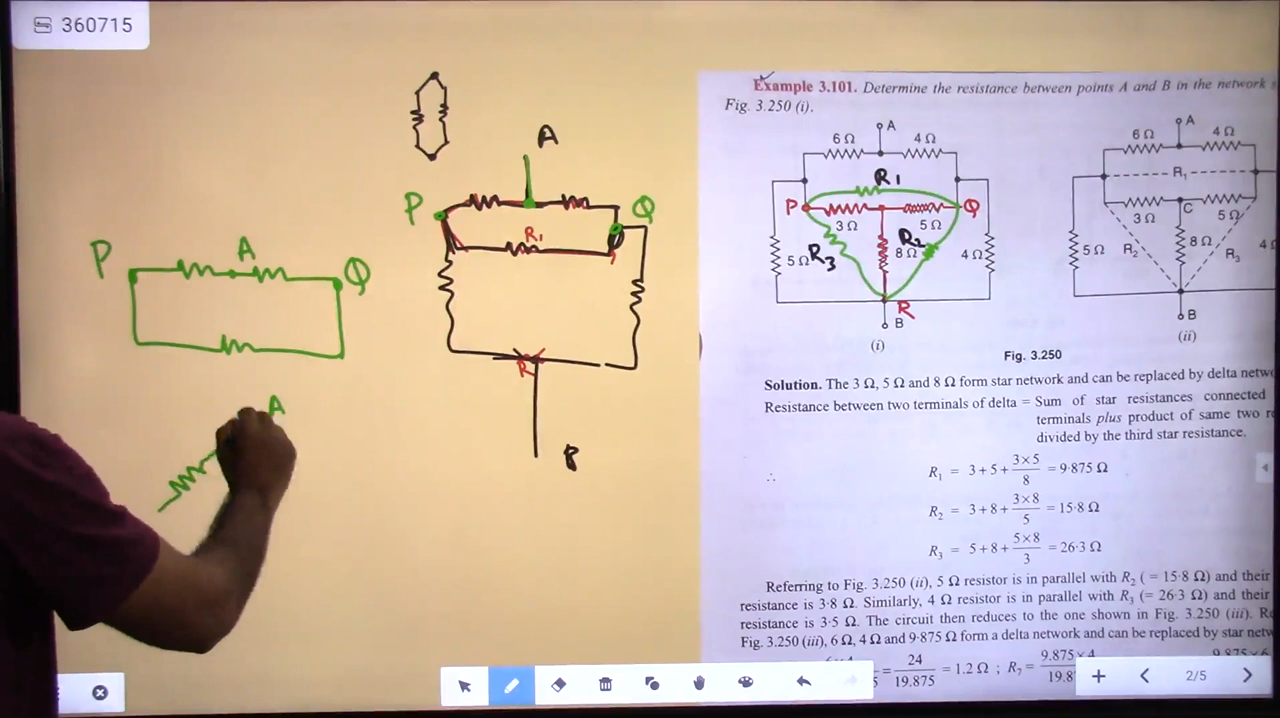 360715
Example 3.101. Determine the resistance between points A and B in the network
Fig. 3.250 (i).
A
6 Ω 4 Ω
R1
P Q
3 Ω 5 Ω
5 Ω R3 R2 8 Ω 4 Ω
R
B
(i)
A
6 Ω 4 Ω
R1
C
3 Ω 5 Ω
5 Ω R2 8 Ω R3 4
B
(ii)
Fig. 3.250
A
P Q
R1
R
B
P A Q
A
Solution. The 3 Ω, 5 Ω and 8 Ω form star network and can be replaced by delta
Resistance between two terminals of delta = Sum of star resistances connected
terminals plus product of same two
divided by the third star resistance.
∴ R1 = 3 + 5 + 3×5/8 = 9·875 Ω
R2 = 3 + 8 + 3×8/5 = 15·8 Ω
R3 = 5 + 8 + 5×8/3 = 26·3 Ω
Referring to Fig. 3.250 (ii), 5 Ω resistor is in parallel with R2 (= 15·8 Ω) and their
resistance is 3·8 Ω. Similarly, 4 Ω resistor is in parallel with R3 (= 26·3 Ω) and their
resistance is 3·5 Ω. The circuit then reduces to the one shown in Fig. 3.250 (iii).
Fig. 3.250 (iii), 6 Ω, 4 Ω and 9·875 Ω form a delta network and can be replaced by star
= 24/19.875 = 1.2 Ω ; R7 = 9.875×4/19.8
2/5